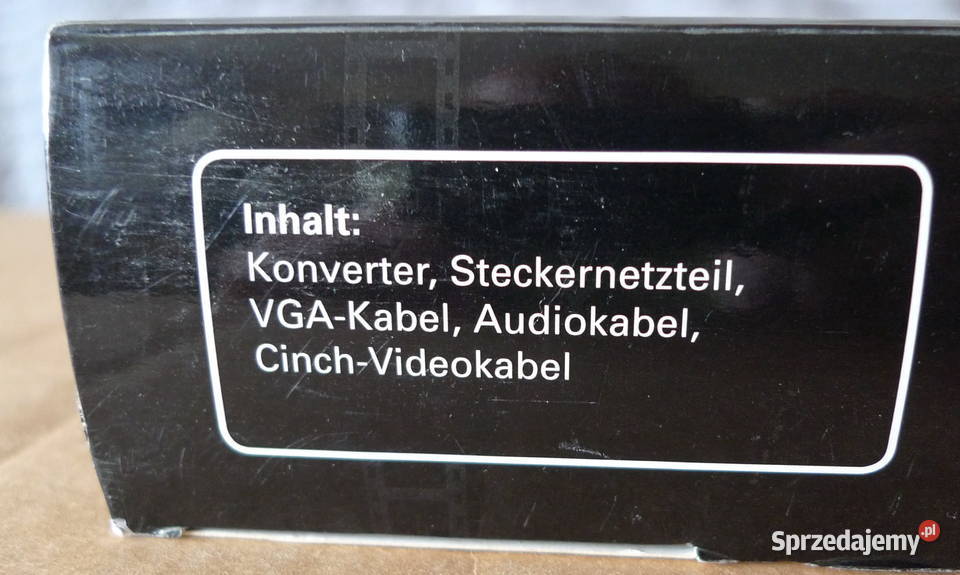 Inhalt:
Konverter, Steckernetzteil,
VGA-Kabel, Audiokabel,
Cinch-Videokabel
Sprzedajemy.pl